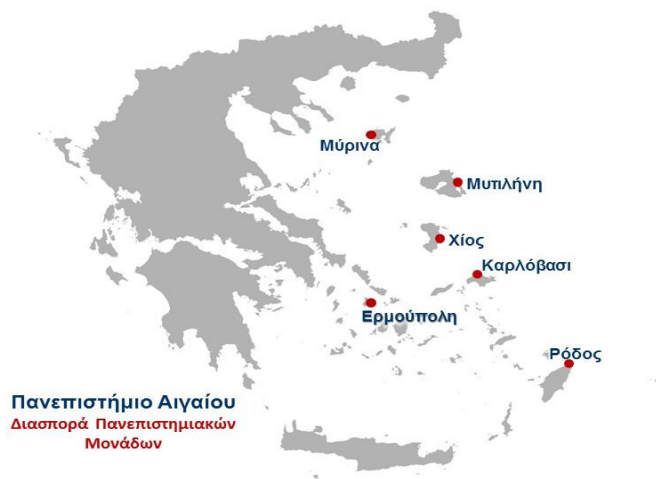 Μύρινα
Μυτιλήνη
Χίος
Καρλόβασι
Ερμούπολη
Ρόδος
Πανεπιστήμιο Αιγαίου
Διασπορά Πανεπιστημιακών
Μονάδων